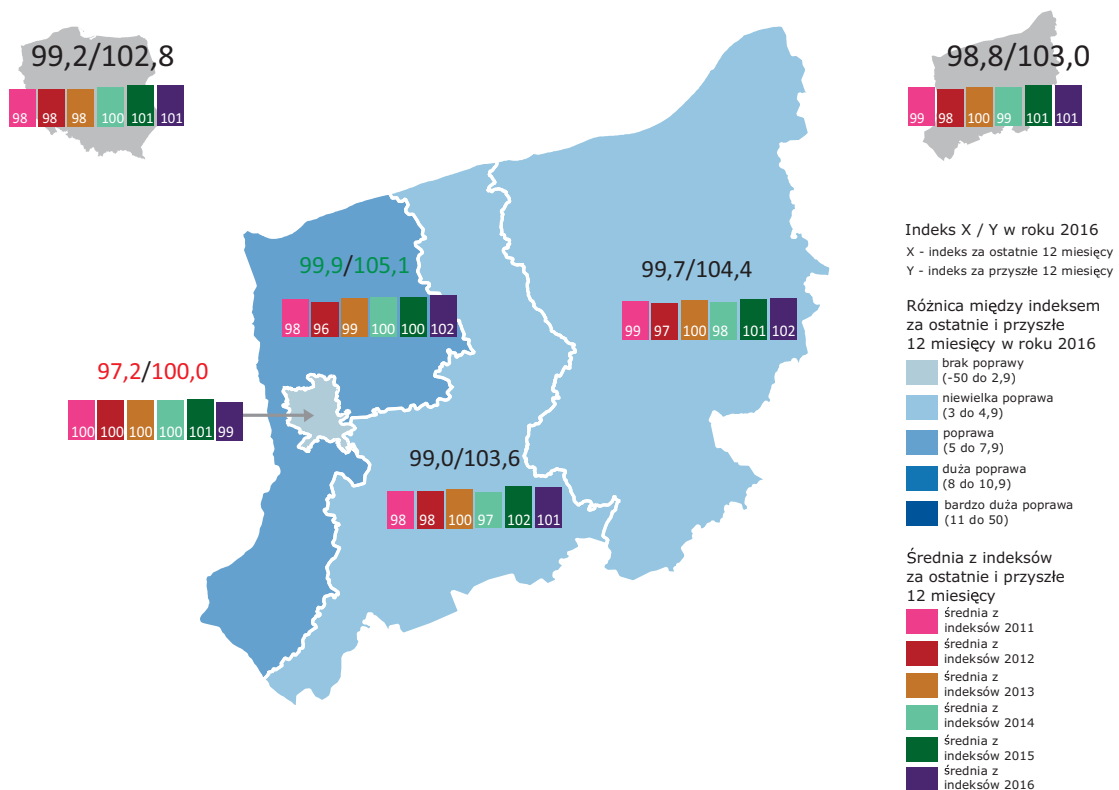 99,2/102,8
98 98 98 100 101 101
98,8/103,0
99 98 100 99 101 101
99,9/105,1
98 96 99 100 100 102
99,7/104,4
99 97 100 98 101 102
97,2/100,0
100 100 100 100 101 99
99,0/103,6
98 98 100 97 102 101
Indeks X / Y w roku 2016
X - indeks za ostatnie 12 miesięcy
Y - indeks za przyszłe 12 miesięcy
Różnica między indeksem
za ostatnie i przyszłe
12 miesięcy w roku 2016
brak poprawy
(-50 do 2,9)
niewielka poprawa
(3 do 4,9)
poprawa
(5 do 7,9)
duża poprawa
(8 do 10,9)
bardzo duża poprawa
(11 do 50)
Średnia z indeksów
za ostatnie i przyszłe
12 miesięcy
średnia z
indeksów 2011
średnia z
indeksów 2012
średnia z
indeksów 2013
średnia z
indeksów 2014
średnia z
indeksów 2015
średnia z
indeksów 2016